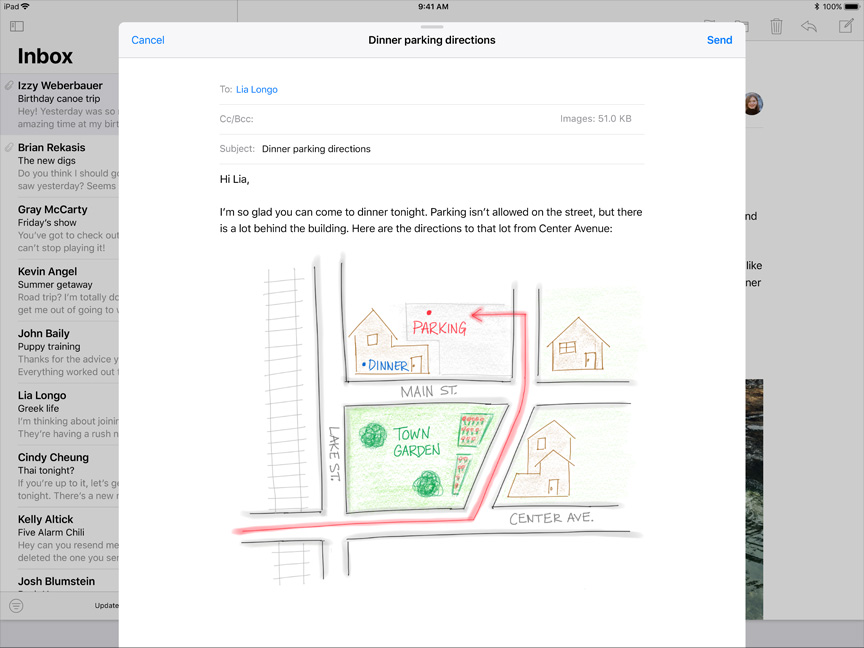 iPad
9:41 AM
100%
Cancel
Dinner parking directions
Send
Inbox
Izzy Weberbauer
Birthday canoe trip
Hey! Yesterday was so
amazing time at my birt
Brian Rekasis
The new digs
Do you think I should go
saw yesterday? Seems
Gray McCarty
Friday's show
You've got to check out
can't stop playing it!
Kevin Angel
Summer getaway
Road trip? I'm totally do
get me out of going to
John Baily
Puppy training
Thanks for the advice y
Everything worked out f
Lia Longo
Greek life
I'm thinking about joinin
They're having a rush n
Cindy Cheung
Thai tonight?
If you're up to it, let's ge
tonight. There's a new r
Kelly Altick
Five Alarm Chili
Hey can you resend me
deleted the one you sen
Josh Blumstein
Update
To: Lia Longo
Cc/Bcc:
Images: 51.0 KB
Subject: Dinner parking directions
Hi Lia,
I'm so glad you can come to dinner tonight. Parking isn't allowed on the street, but there
is a lot behind the building. Here are the directions to that lot from Center Avenue:
PARKING
DINNER
MAIN ST.
LAKE ST.
TOWN
GARDEN
CENTER AVE.
nd
like
ner